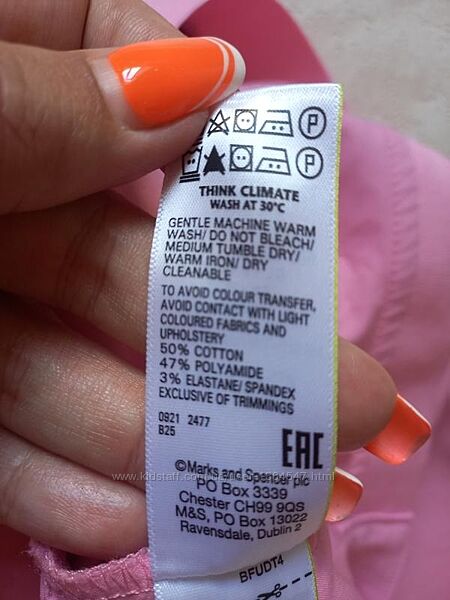 P
P
THINK CLIMATE
WASH AT 30°C
GENTLE MACHINE WARM
WASH/ DO NOT BLEACH/
MEDIUM TUMBLE DRY/
WARM IRON/ DRY
CLEANABLE
TO AVOID COLOUR TRANSFER,
AVOID CONTACT WITH LIGHT
COLOURED FABRICS AND
UPHOLSTERY
50% COTTON
47% POLYAMIDE
3% ELASTANE/ SPANDEX
EXCLUSIVE OF TRIMMINGS
0921 2477
B25
EAC
©Marks and Spencer plc
PO Box 3339
Chester CH99 9QS
M&S, PO Box 13022
Ravensdale, Dublin 2
BFUDT4